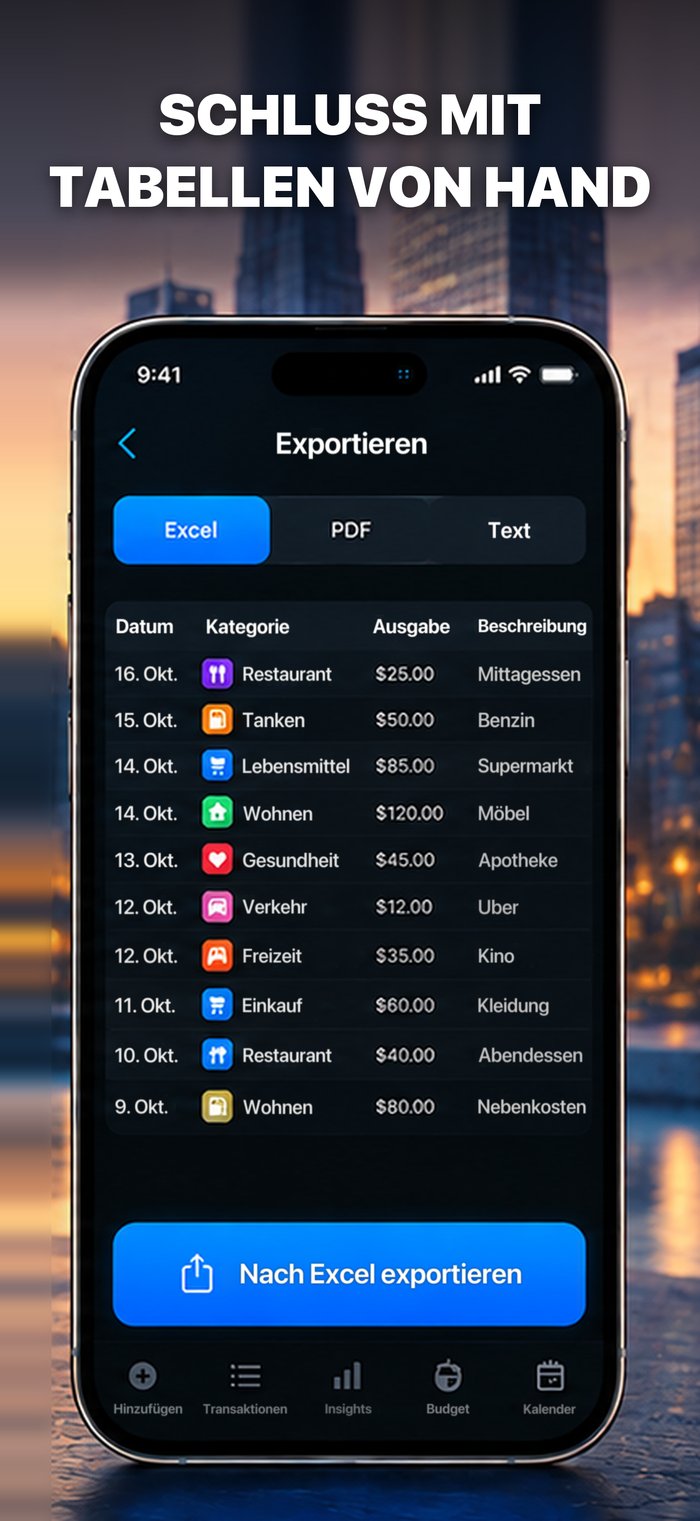 SCHLUSS MIT
TABELLEN VON HAND
9:41
Exportieren
Excel PDF Text
Datum Kategorie Ausgabe Beschreibung
16. Okt. Restaurant $25.00 Mittagessen
15. Okt. Tanken $50.00 Benzin
14. Okt. Lebensmittel $85.00 Supermarkt
14. Okt. Wohnen $120.00 Möbel
13. Okt. Gesundheit $45.00 Apotheke
12. Okt. Verkehr $12.00 Uber
12. Okt. Freizeit $35.00 Kino
11. Okt. Einkauf $60.00 Kleidung
10. Okt. Restaurant $40.00 Abendessen
9. Okt. Wohnen $80.00 Nebenkosten
Nach Excel exportieren
Hinzufügen Transaktionen Insights Budget Kalender